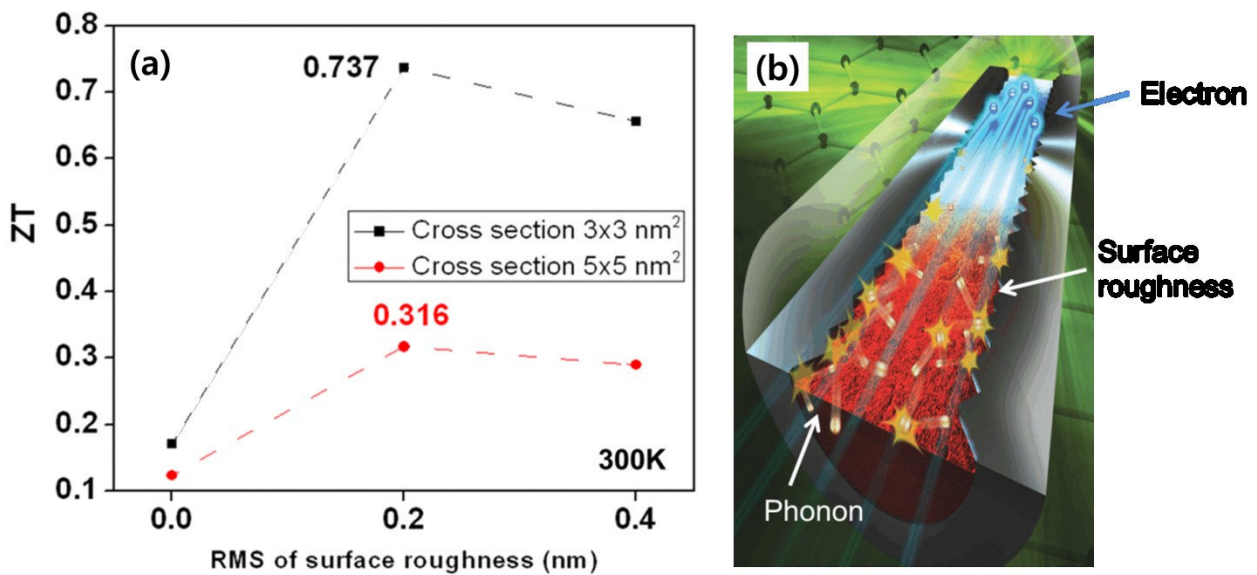 (a)
0.8
0.7
0.6
0.5
0.4
0.3
0.2
0.1
ZT
0.737
Cross section 3x3 nm²
Cross section 5x5 nm²
0.316
300K
0.0 0.2 0.4
RMS of surface roughness (nm)
(b)
Electron
Surface
roughness
Phonon